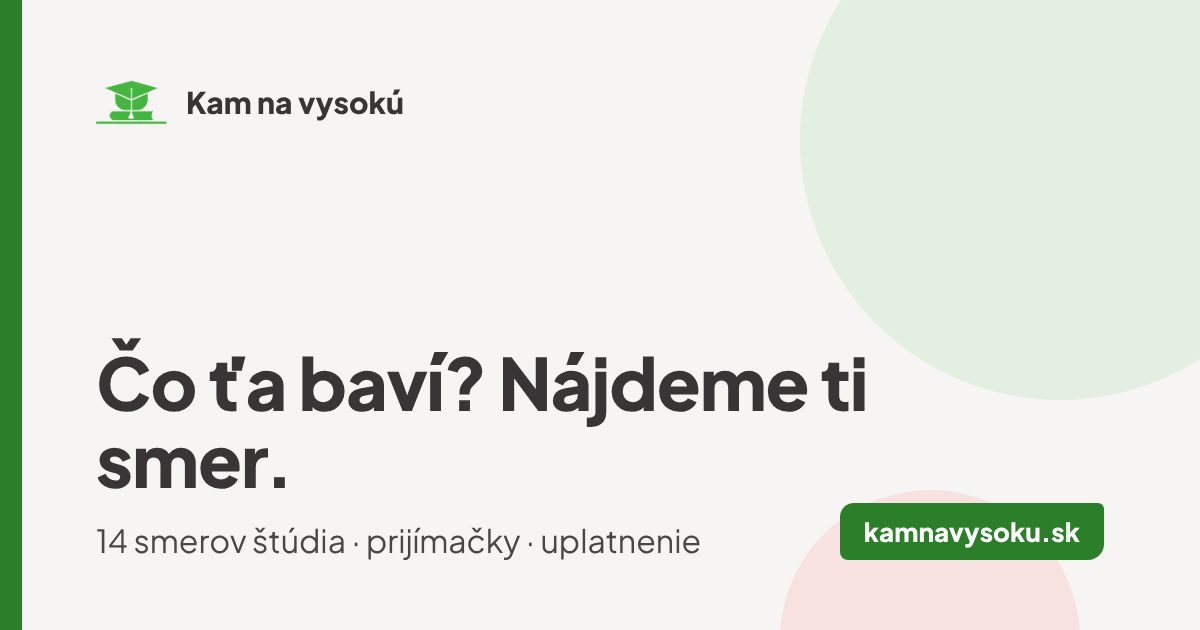 Kam na vysokú
Čo ťa baví? Nájdeme ti
smer.
14 smerov štúdia · prijímačky · uplatnenie
kamnavysoku.sk